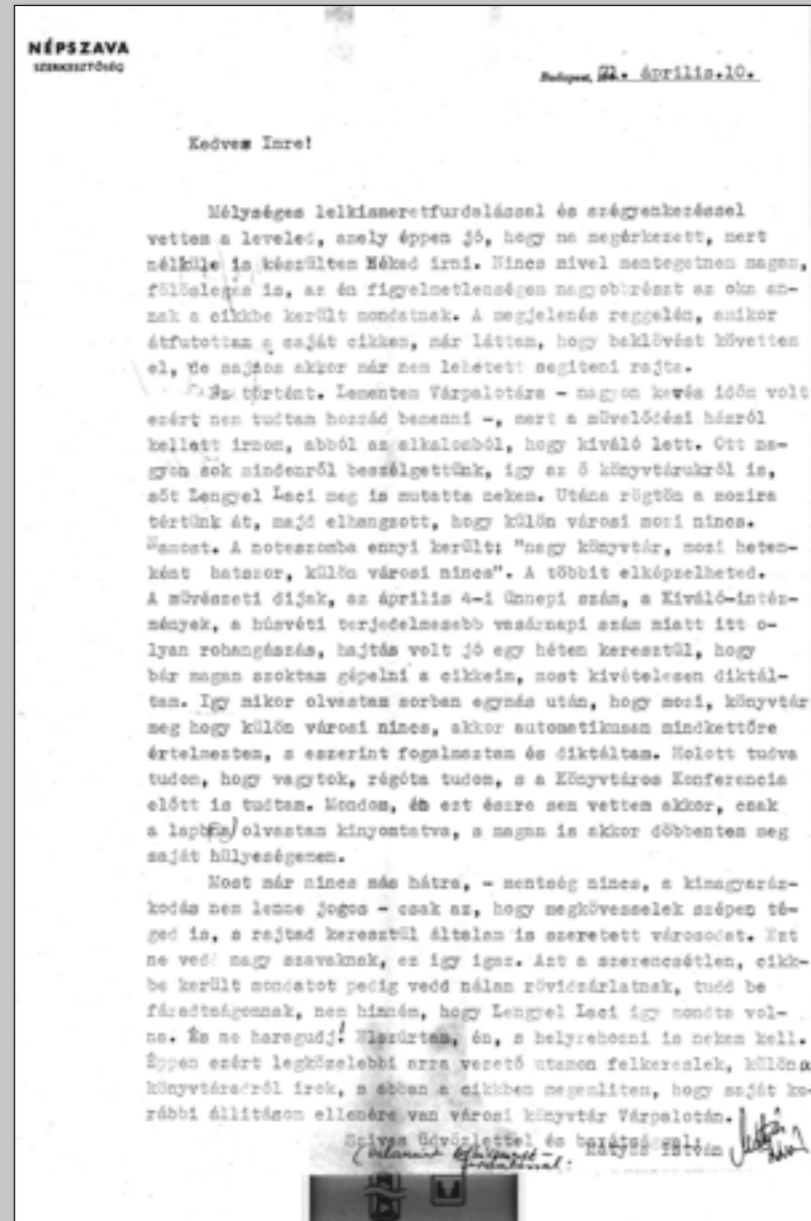 NÉPSZAVA
SZERKESZTŐSÉG
Budapest, . április.10.
Kedves Imre!
Mélységes lelkismeretfurdalással és szégyenkezéssel
vettem a leveled, amely éppen jó, hogy ma megérkezett, mert
nélküle is készültem Néked irni. Nincs mivel mentegetnem magam,
fölösleges is, az én figyelmetlenségem nagyobbrészt az oka an-
nak a cikkbe került mondatnak. A megjelenés reggelén, amikor
átfutottam a saját cikkem, már láttam, hogy baklövést követtem
el, de sajnos akkor már nem lehetett segiteni rajta.
Ez történt. Lementem Várpalotára - nagyon kevés időm volt
ezért nem tudtam hozzád bemenni -, mert a művelődési házról
kellett irnom, abból az alkalomból, hogy kiváló lett. Ott na-
gyon sok mindenről beszélgettünk, igy az ő könyvtárukról is,
sőt Lengyel Laci meg is mutatta nekem. Utána rögtön a mozira
tértünk át, majd elhangzott, hogy külön városi mozi nincs.
Namost. A noteszomba ennyi került: "nagy könyvtár, mozi heten-
ként hatszor, külön városi nincs". A többit elképzelheted.
A művészeti dijak, az április 4-i ünnepi szám, a Kiváló-intéz-
mények, a húsvéti terjedelmesebb vasárnapi szám miatt itt o-
lyan rohangászás, hajtás volt jó egy héten keresztül, hogy
bár magam szoktam gépelni a cikkeim, most kivételesen diktál-
tam. Igy mikor olvastam sorban egymás után, hogy mozi, könyvtár
meg hogy külön városi nincs, akkor automatikusan mindkettőre
értelmeztem, s eszerint fogalmaztam és diktáltam. Holott tudva
tudom, hogy vagytok, régóta tudom, s a Könyvtáros Konferencia
előtt is tudtam. Mondom, én ezt észre sem vettem akkor, csak
a lapban olvastam kinyomtatva, s magam is akkor döbbentem meg
saját hülyeségemen.
Most már nincs más hátra, - mentség nincs, a kimagyaráz-
kodás nem lenne jogos - csak az, hogy megkövesselek szépen té-
ged is, s rajtad keresztül általam is szeretett városodat. Ezt
ne vedd nagy szavaknak, ez igy igaz. Azt a szerencsétlen, cikk-
be került mondatot pedig vedd nálam rövidzárlatnak, tudd be
fáradtságomnak, nem hinném, hogy Lengyel Laci igy mondta vol-
na. És ne haragudj! Elszúrtam, én, s helyrehozni is nekem kell.
Éppen ezért legközelebbi arra vezető utamon felkereslek, külön a
könyvtáradról irok, s abban a cikkben megemlitem, hogy saját ko-
rábbi állitásom ellenére van városi könyvtár Várpalotán.
Szives üdvözlettel és barátsággal:
(valamint
Mátyás István